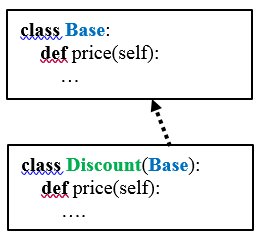 class Base:
def price(self):
…
class Discount(Base):
def price(self):
….